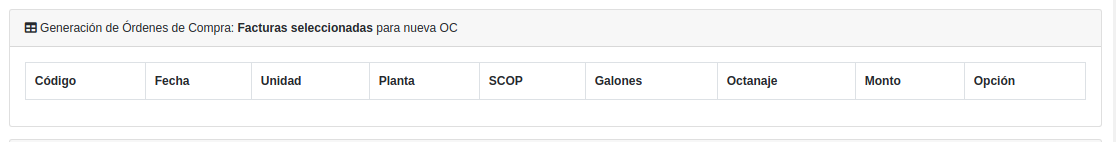 Generación de Órdenes de Compra: Facturas seleccionadas para nueva OC
Código Fecha Unidad Planta SCOP Galones Octanaje Monto Opción